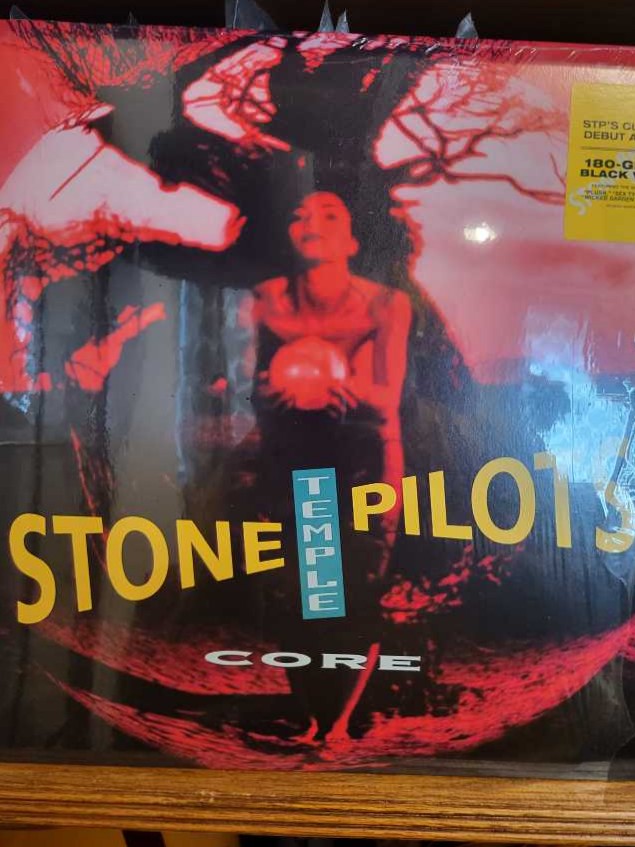 STP'S
DEBUT
180-G
BLACK
STONE
TEMPLE
PILOTS
CORE